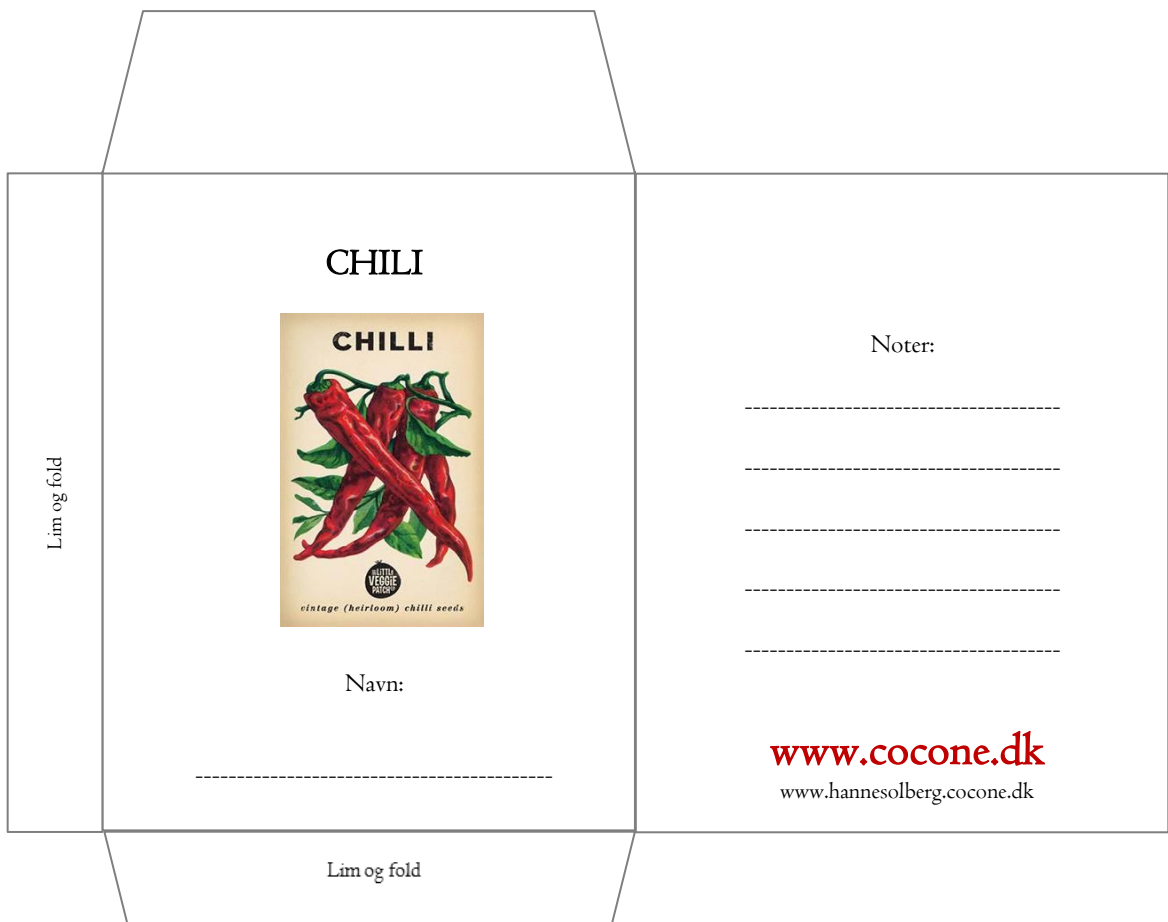 Lim og fold
CHILI
CHILLI
THE LITTLE
VEGGIE
PATCH CO
vintage (heirloom) chilli seeds
Navn:
-------------------------------------------
Noter:
--------------------------------------
--------------------------------------
--------------------------------------
--------------------------------------
--------------------------------------
www.cocone.dk
www.hannesolberg.cocone.dk
Lim og fold